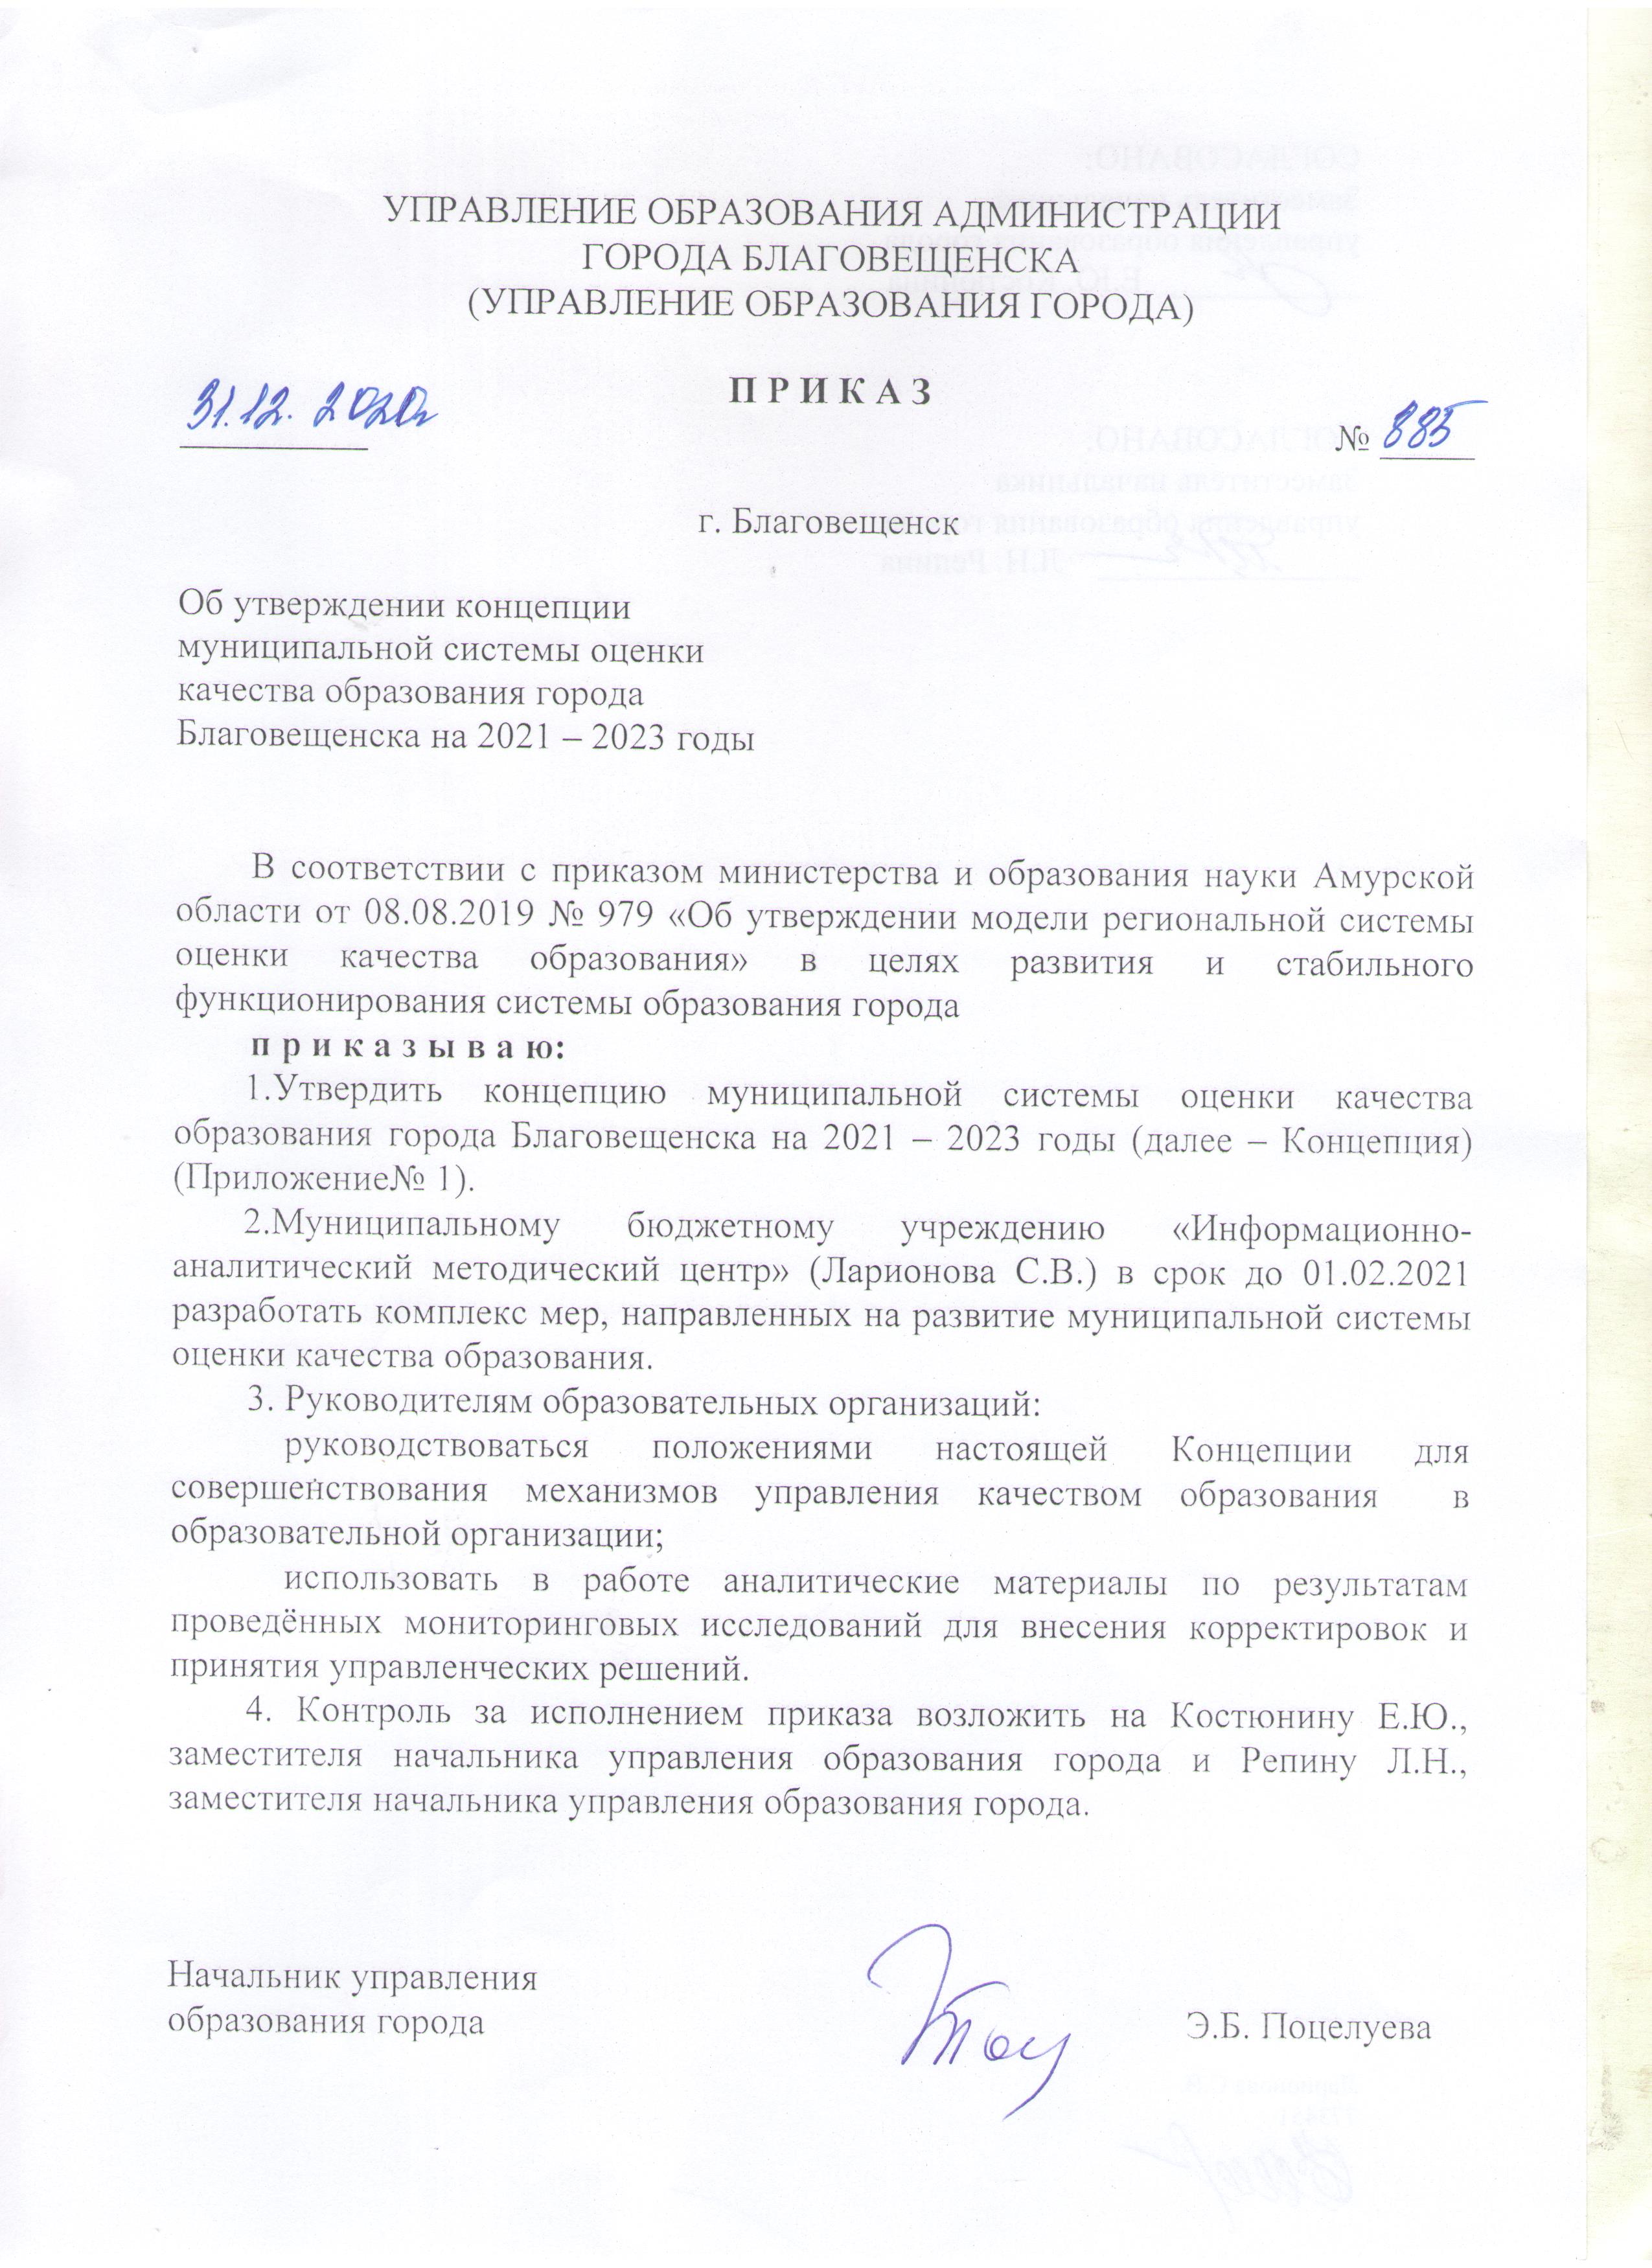 УПРАВЛЕНИЕ ОБРАЗОВАНИЯ АДМИНИСТРАЦИИ
ГОРОДА БЛАГОВЕЩЕНСКА
(УПРАВЛЕНИЕ ОБРАЗОВАНИЯ ГОРОДА)
П Р И К А З
31.12. 2020г
№ 885
г. Благовещенск
Об утверждении концепции
муниципальной системы оценки
качества образования города
Благовещенска на 2021 – 2023 годы
В соответствии с приказом министерства и образования науки Амурской
области от 08.08.2019 № 979 «Об утверждении модели региональной системы
оценки качества образования» в целях развития и стабильного
функционирования системы образования города
п р и к а з ы в а ю:
1.Утвердить концепцию муниципальной системы оценки качества
образования города Благовещенска на 2021 – 2023 годы (далее – Концепция)
(Приложение№ 1).
2.Муниципальному бюджетному учреждению «Информационно-
аналитический методический центр» (Ларионова С.В.) в срок до 01.02.2021
разработать комплекс мер, направленных на развитие муниципальной системы
оценки качества образования.
3. Руководителям образовательных организаций:
руководствоваться положениями настоящей Концепции для
совершенствования механизмов управления качеством образования в
образовательной организации;
использовать в работе аналитические материалы по результатам
проведённых мониторинговых исследований для внесения корректировок и
принятия управленческих решений.
4. Контроль за исполнением приказа возложить на Костюнину Е.Ю.,
заместителя начальника управления образования города и Репину Л.Н.,
заместителя начальника управления образования города.
Начальник управления
образования города
Э.Б. Поцелуева